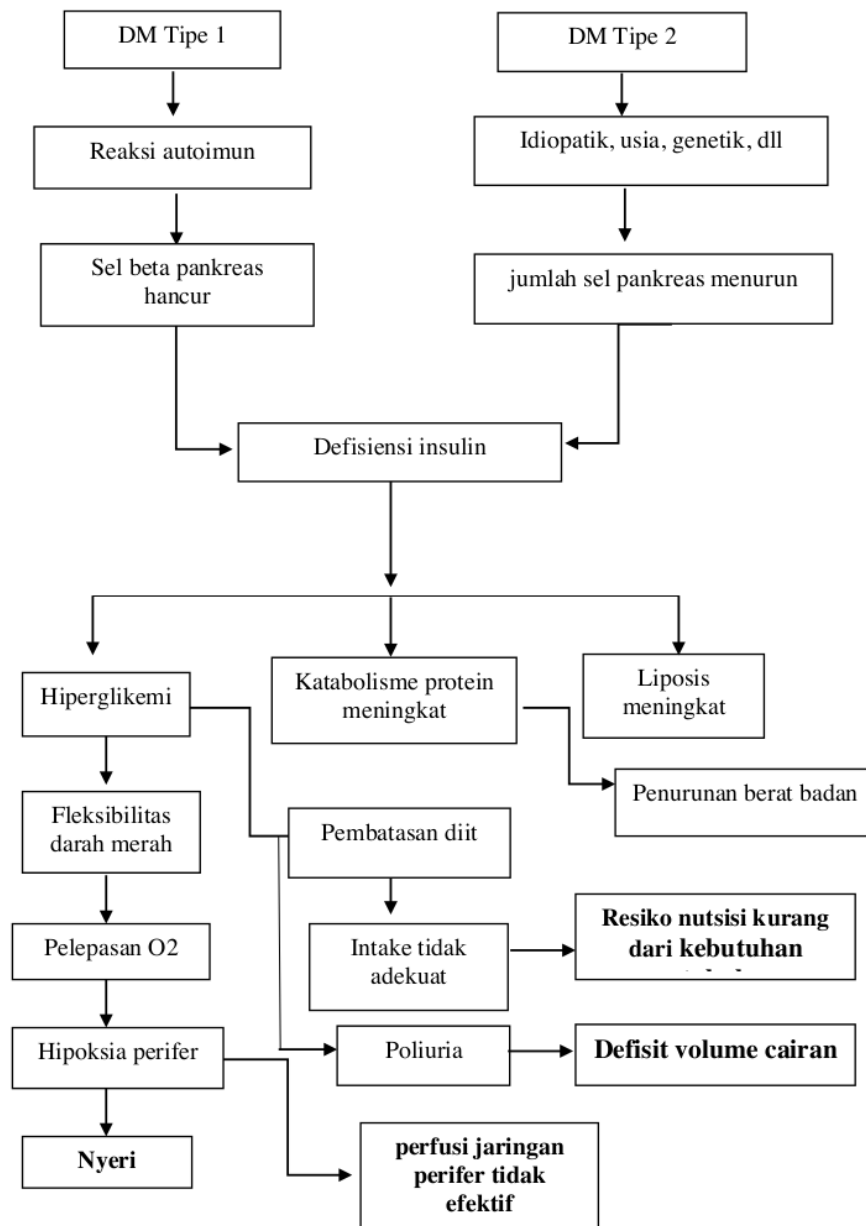 DM Tipe 1
DM Tipe 2
Reaksi autoimun
Idiopatik, usia, genetik, dll
Sel beta pankreas
hancur
jumlah sel pankreas menurun
Defisiensi insulin
Hiperglikemi
Katabolisme protein
meningkat
Liposis
meningkat
Fleksibilitas
darah merah
Pembatasan diit
Penurunan berat badan
Pelepasan O2
Intake tidak
adekuat
Resiko nutsisi kurang
dari kebutuhan
Hipoksia perifer
Poliuria
Defisit volume cairan
Nyeri
perfusi jaringan
perifer tidak
efektif